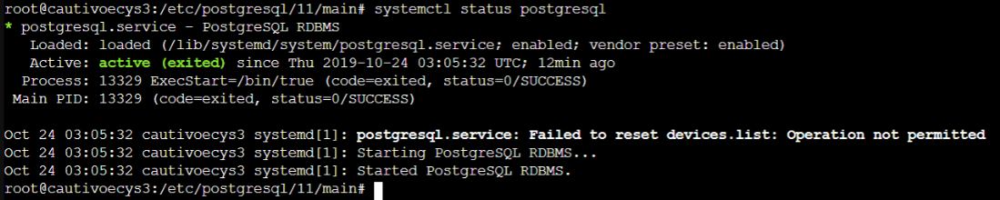 root@cautivoecys3:/etc/postgresql/11/main# systemctl status postgresql
* postgresql.service - PostgreSQL RDBMS
   Loaded: loaded (/lib/systemd/system/postgresql.service; enabled; vendor preset: enabled)
   Active: active (exited) since Thu 2019-10-24 03:05:32 UTC; 12min ago
  Process: 13329 ExecStart=/bin/true (code=exited, status=0/SUCCESS)
 Main PID: 13329 (code=exited, status=0/SUCCESS)

Oct 24 03:05:32 cautivoecys3 systemd[1]: postgresql.service: Failed to reset devices.list: Operation not permitted
Oct 24 03:05:32 cautivoecys3 systemd[1]: Starting PostgreSQL RDBMS...
Oct 24 03:05:32 cautivoecys3 systemd[1]: Started PostgreSQL RDBMS.
root@cautivoecys3:/etc/postgresql/11/main#